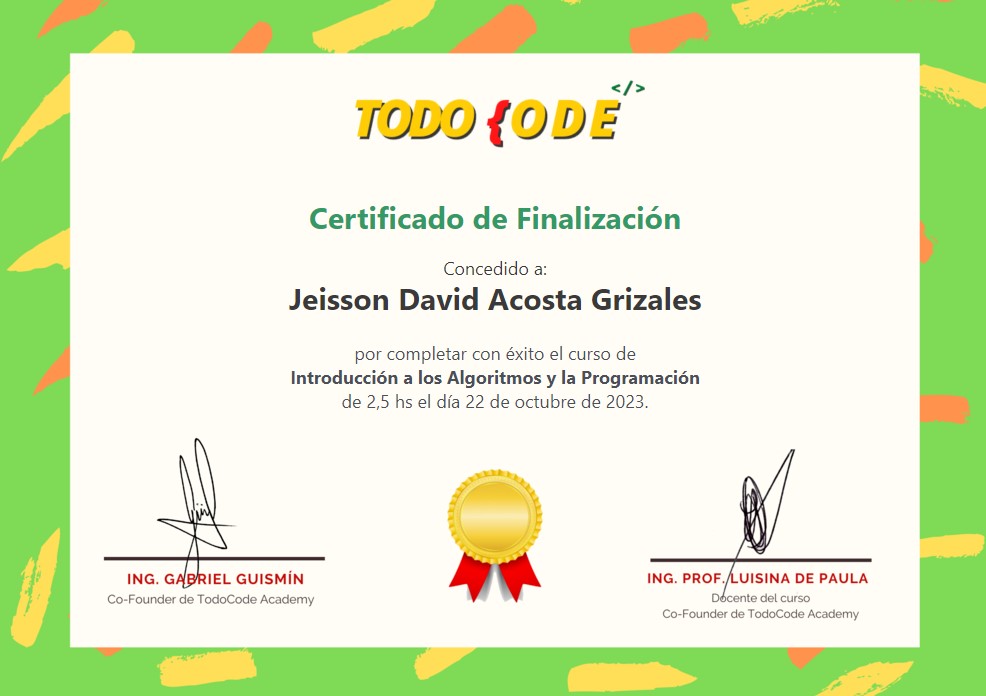 </>
TODO {ODE
Certificado de Finalización
Concedido a:
Jeisson David Acosta Grizales
por completar con éxito el curso de
Introducción a los Algoritmos y la Programación
de 2,5 hs el día 22 de octubre de 2023.
ING. GABRIEL GUISMÍN
Co-Founder de TodoCode Academy
ING. PROF. LUISINA DE PAULA
Docente del curso
Co-Founder de TodoCode Academy